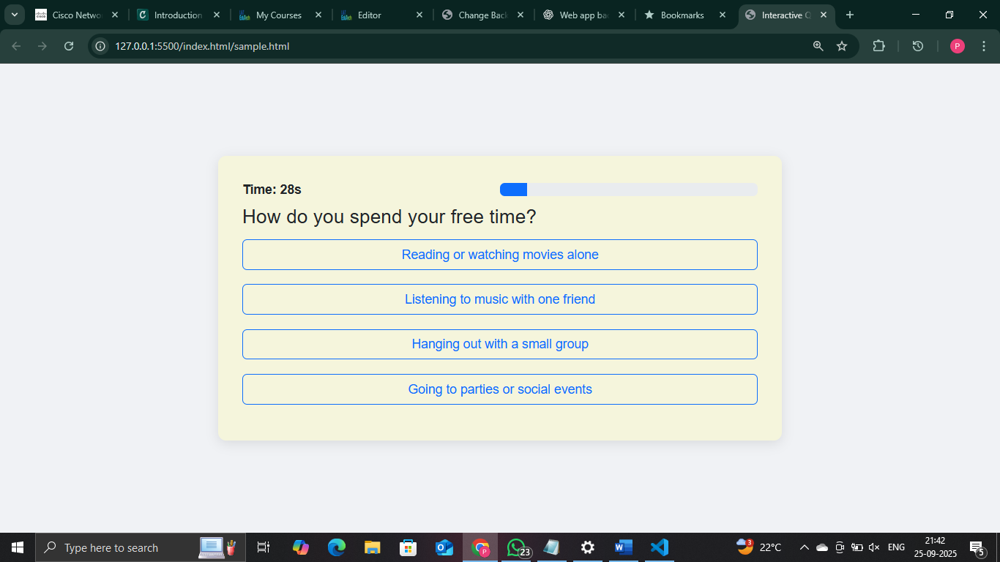 Cisco Netwo
Introduction
My Courses
Editor
Change Back
Web app ba
Bookmarks
Interactive Q
127.0.0.1:5500/index.html/sample.html
P
Time: 28s
How do you spend your free time?
Reading or watching movies alone
Listening to music with one friend
Hanging out with a small group
Going to parties or social events
Type here to search
P
23
W
3
22°C
ENG
21:42
25-09-2025
5